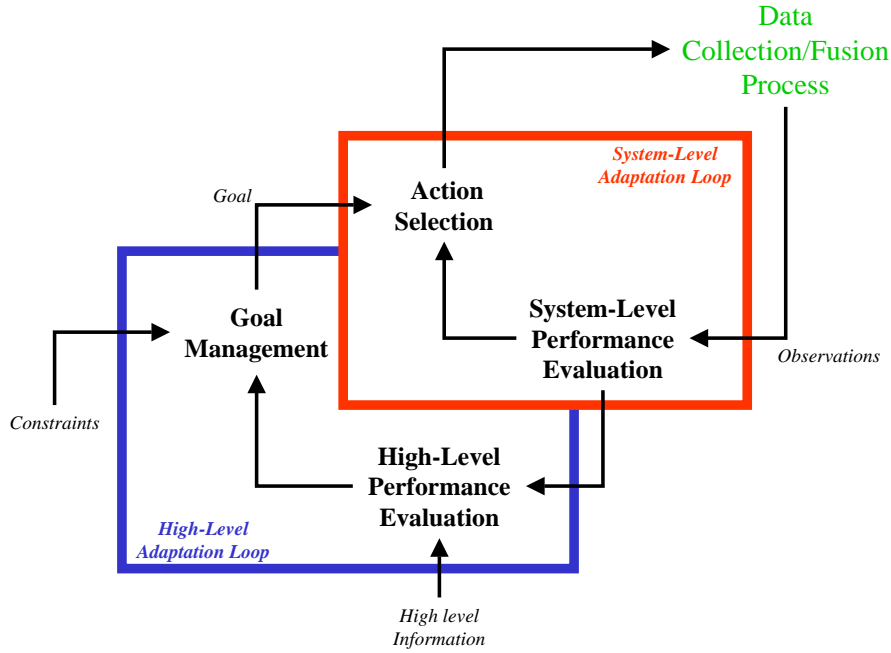 Data
Collection/Fusion
Process
System-Level
Adaptation Loop
Action
Selection
Goal
Goal
Management
System-Level
Performance
Evaluation
Observations
Constraints
High-Level
Performance
Evaluation
High-Level
Adaptation Loop
High level
Information